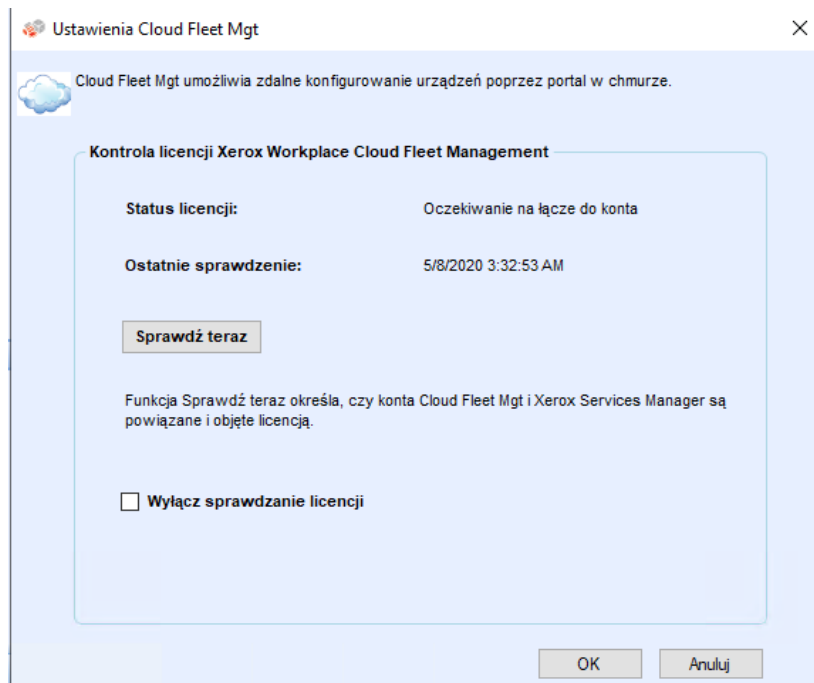 Ustawienia Cloud Fleet Mgt
Cloud Fleet Mgt umożliwia zdalne konfigurowanie urządzeń poprzez portal w chmurze.
Kontrola licencji Xerox Workplace Cloud Fleet Management
Status licencji: Oczekiwanie na łącze do konta
Ostatnie sprawdzenie: 5/8/2020 3:32:53 AM
Sprawdź teraz
Funkcja Sprawdź teraz określa, czy konta Cloud Fleet Mgt i Xerox Services Manager są
powiązane i objęte licencją.
Wyłącz sprawdzanie licencji
OK Anuluj